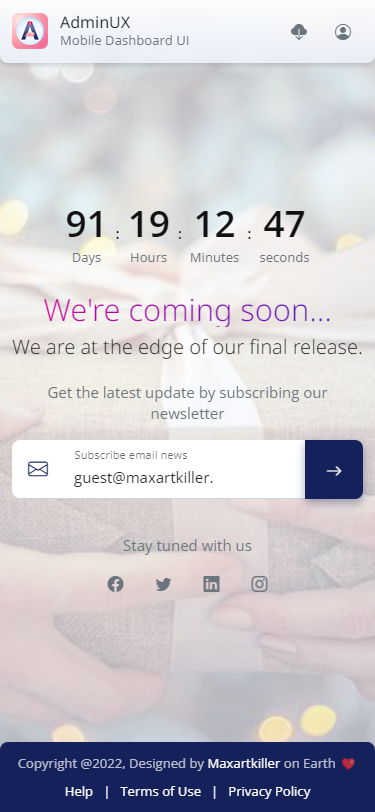 AdminUX
Mobile Dashboard UI
91 : 19 : 12 : 47
Days Hours Minutes seconds
We're coming soon...
We are at the edge of our final release.
Get the latest update by subscribing our
newsletter
Subscribe email news
guest@maxartkiller.
Stay tuned with us
Copyright @2022, Designed by Maxartkiller on Earth
Help | Terms of Use | Privacy Policy